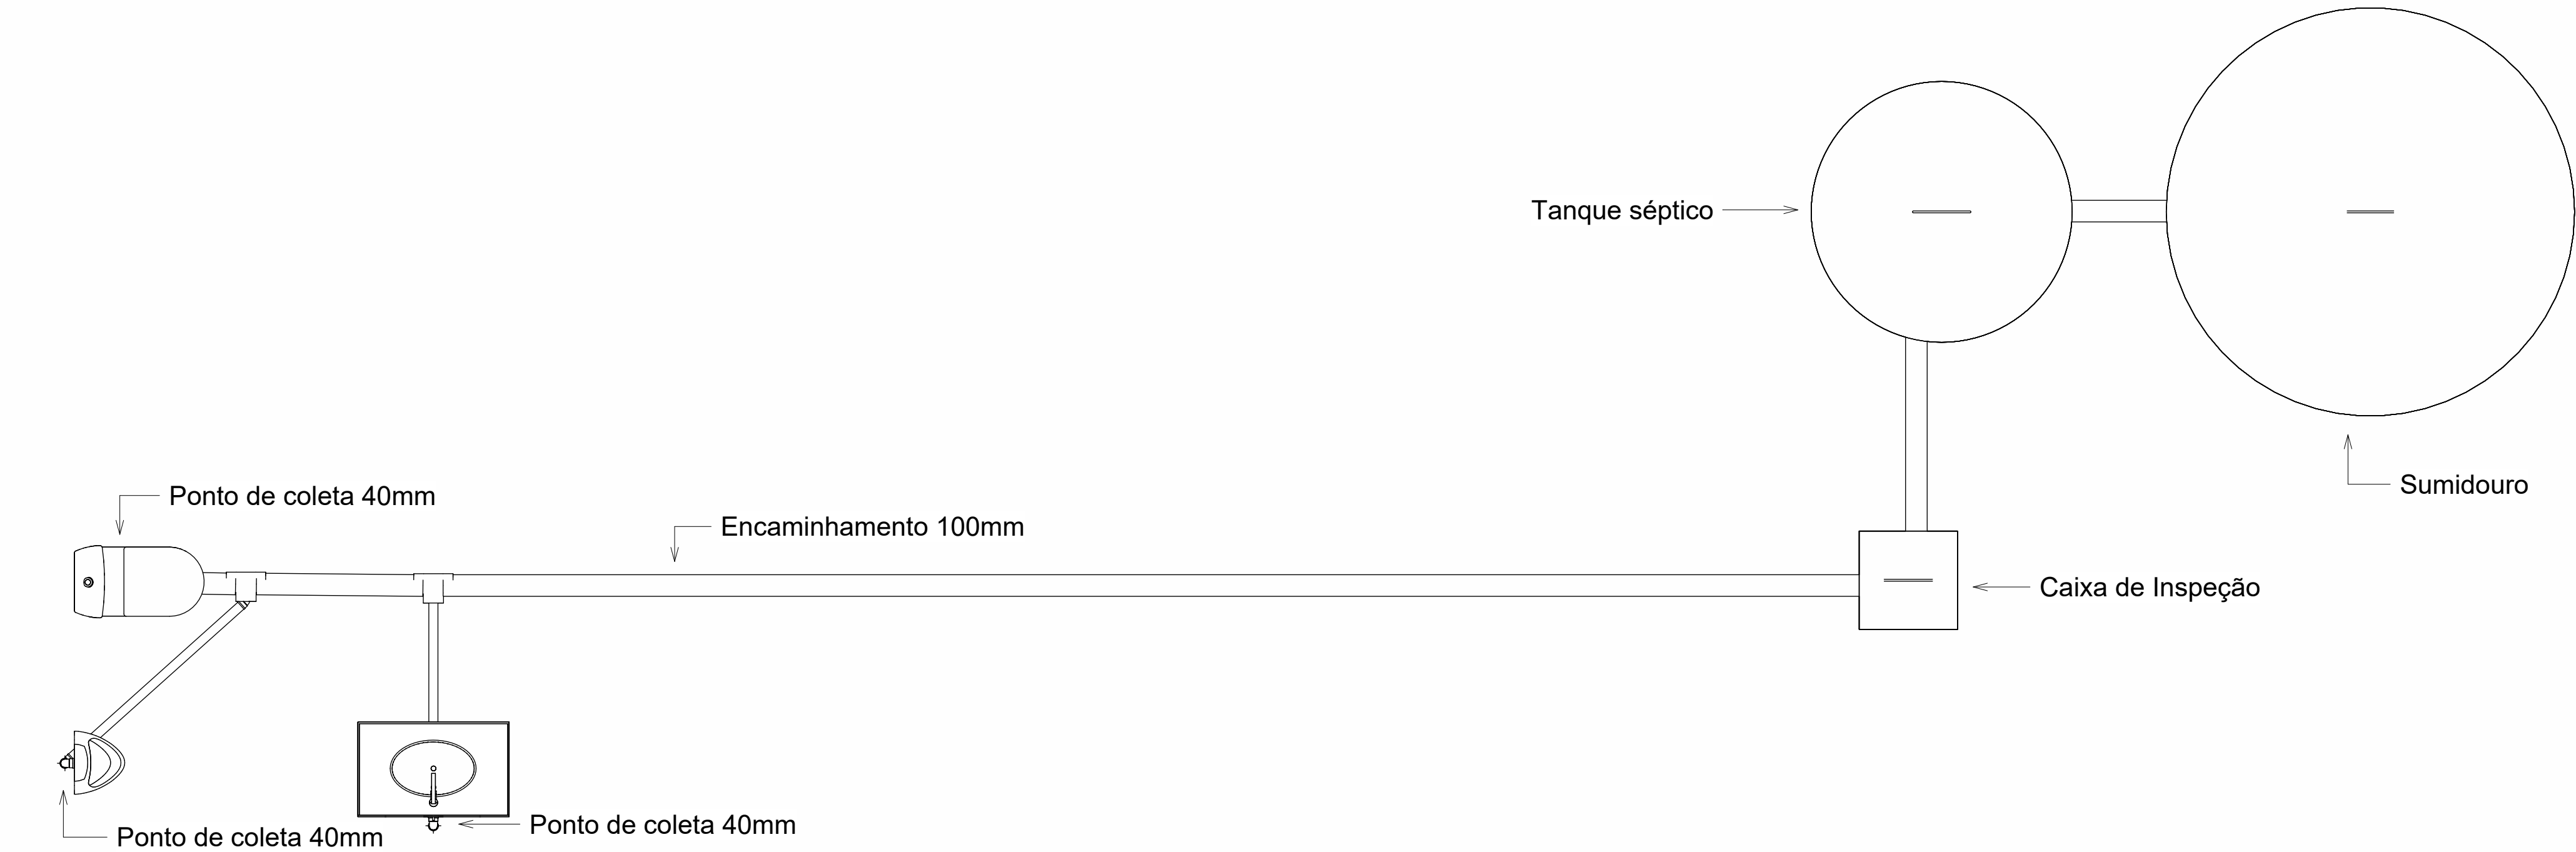 Tanque séptico
Sumidouro
Ponto de coleta 40mm
Encaminhamento 100mm
Caixa de Inspeção
Ponto de coleta 40mm
Ponto de coleta 40mm